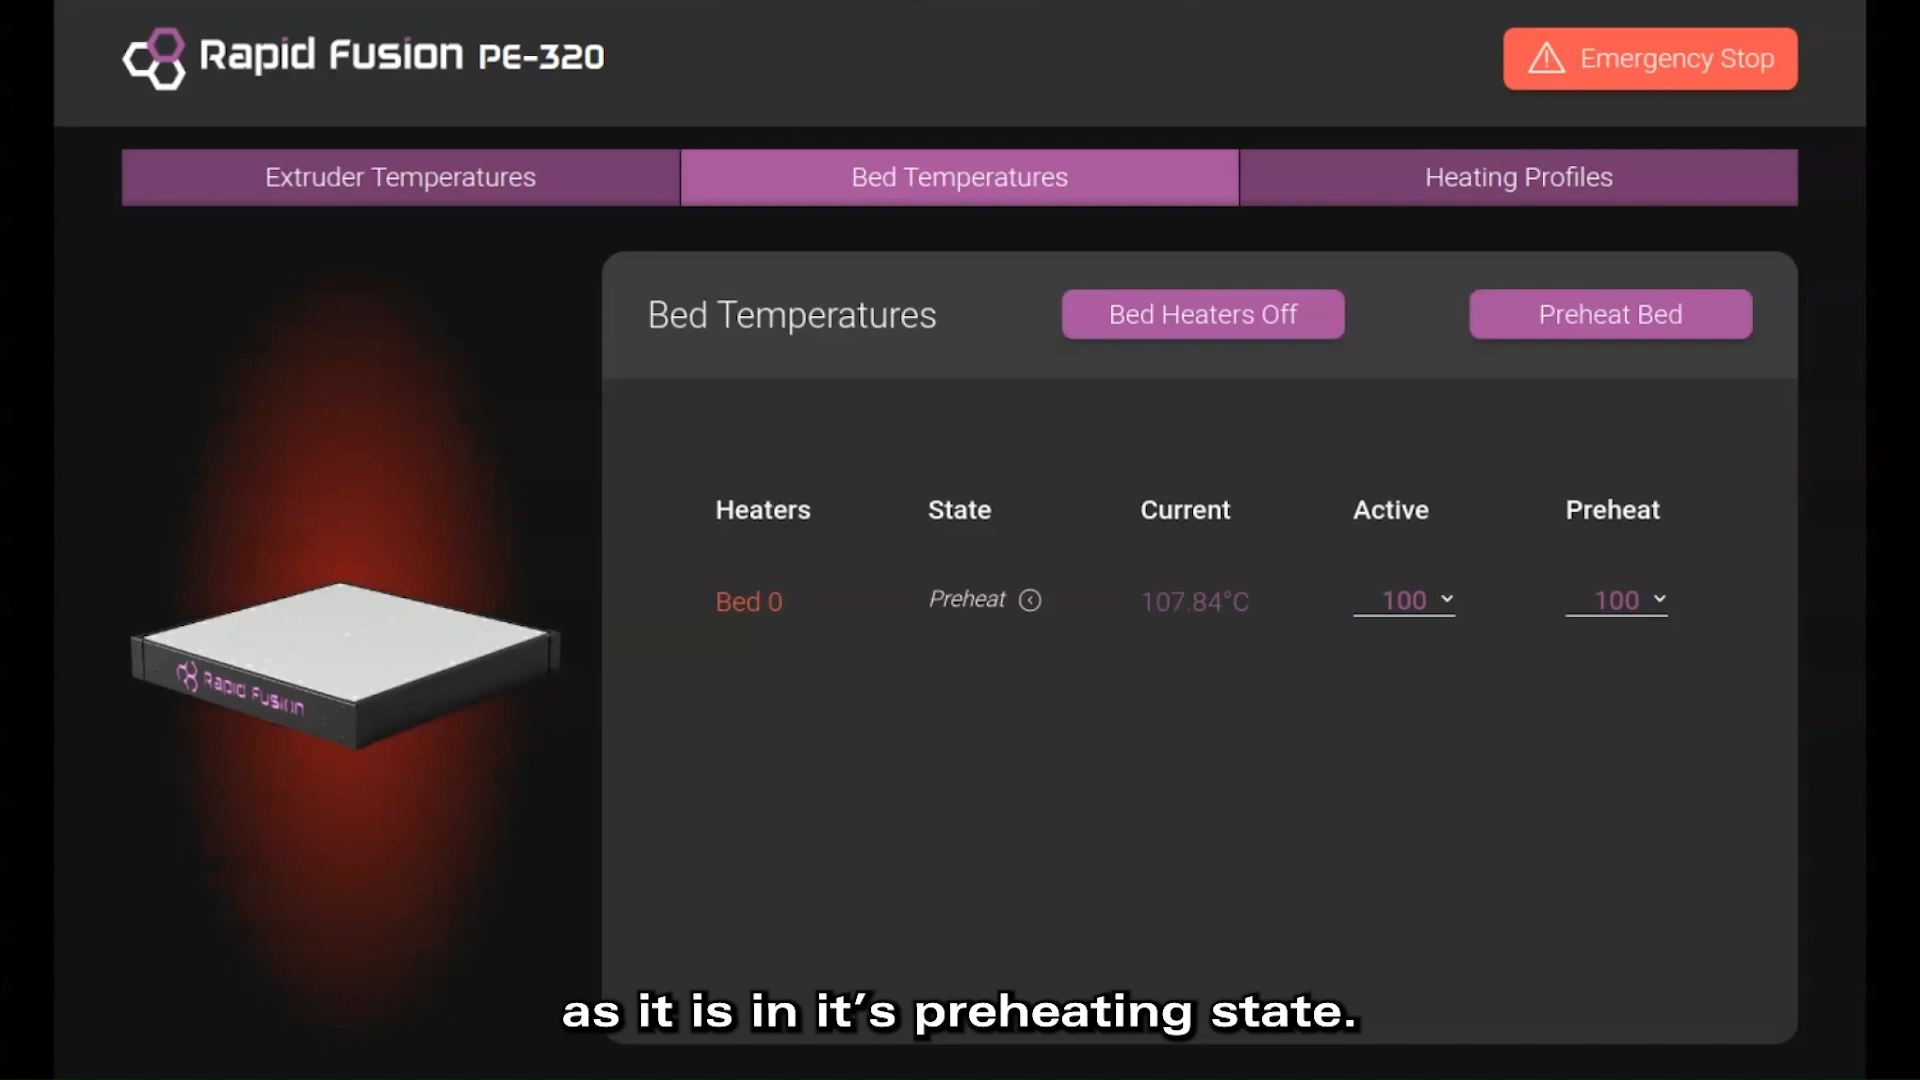 Rapid Fusion PE-320
Emergency Stop
Extruder Temperatures
Bed Temperatures
Heating Profiles
Bed Temperatures
Bed Heaters Off
Preheat Bed
Heaters State Current Active Preheat
Bed 0 Preheat 107.84°C 100 100
Rapid Fusion
as it is in it’s preheating state.